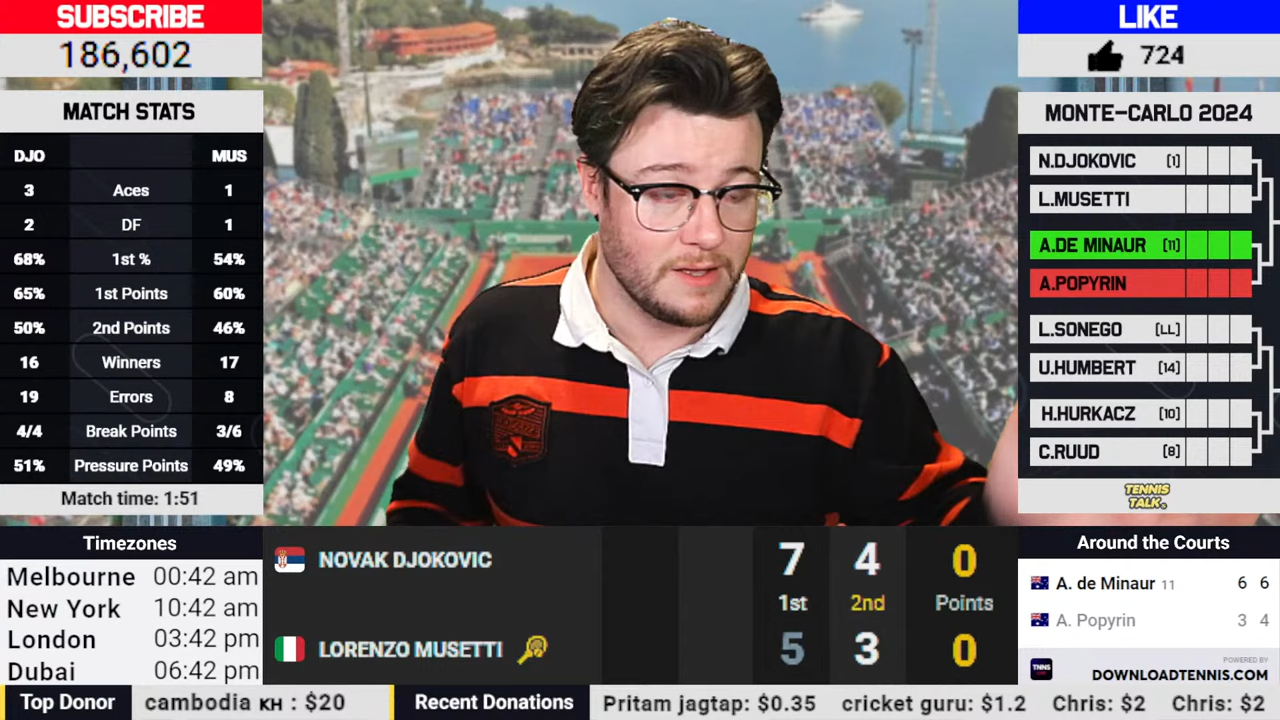 SUBSCRIBE
186,602
MATCH STATS
DJO MUS
3 Aces 1
2 DF 1
68% 1st % 54%
65% 1st Points 60%
50% 2nd Points 46%
16 Winners 17
19 Errors 8
4/4 Break Points 3/6
51% Pressure Points 49%
Match time: 1:51
Timezones
Melbourne 00:42 am
New York 10:42 am
London 03:42 pm
Dubai 06:42 pm
LIKE
724
MONTE-CARLO 2024
N.DJOKOVIC [1]
L.MUSETTI
A.DE MINAUR [11]
A.POPYRIN
L.SONEGO [LL]
U.HUMBERT [14]
H.HURKACZ [10]
C.RUUD [8]
TENNIS
TALK.
NOVAK DJOKOVIC 7 4 0
1st 2nd Points
LORENZO MUSETTI 5 3 0
Around the Courts
A. de Minaur 11 6 6
A. Popyrin 3 4
POWERED BY
TNNS DOWNLOADTENNIS.COM
Top Donor cambodia KH : $20 Recent Donations Pritam jagtap: $0.35 cricket guru: $1.2 Chris: $2 Chris: $2